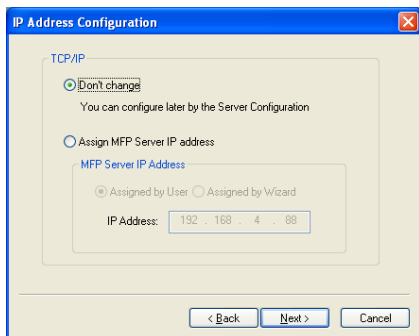 IP Address Configuration
TCP/IP
Don't change
You can configure later by the Server Configuration
Assign MFP Server IP address
MFP Server IP Address
Assigned by User Assigned by Wizard
IP Address: 192 . 168 . 4 . 88
< Back Next > Cancel